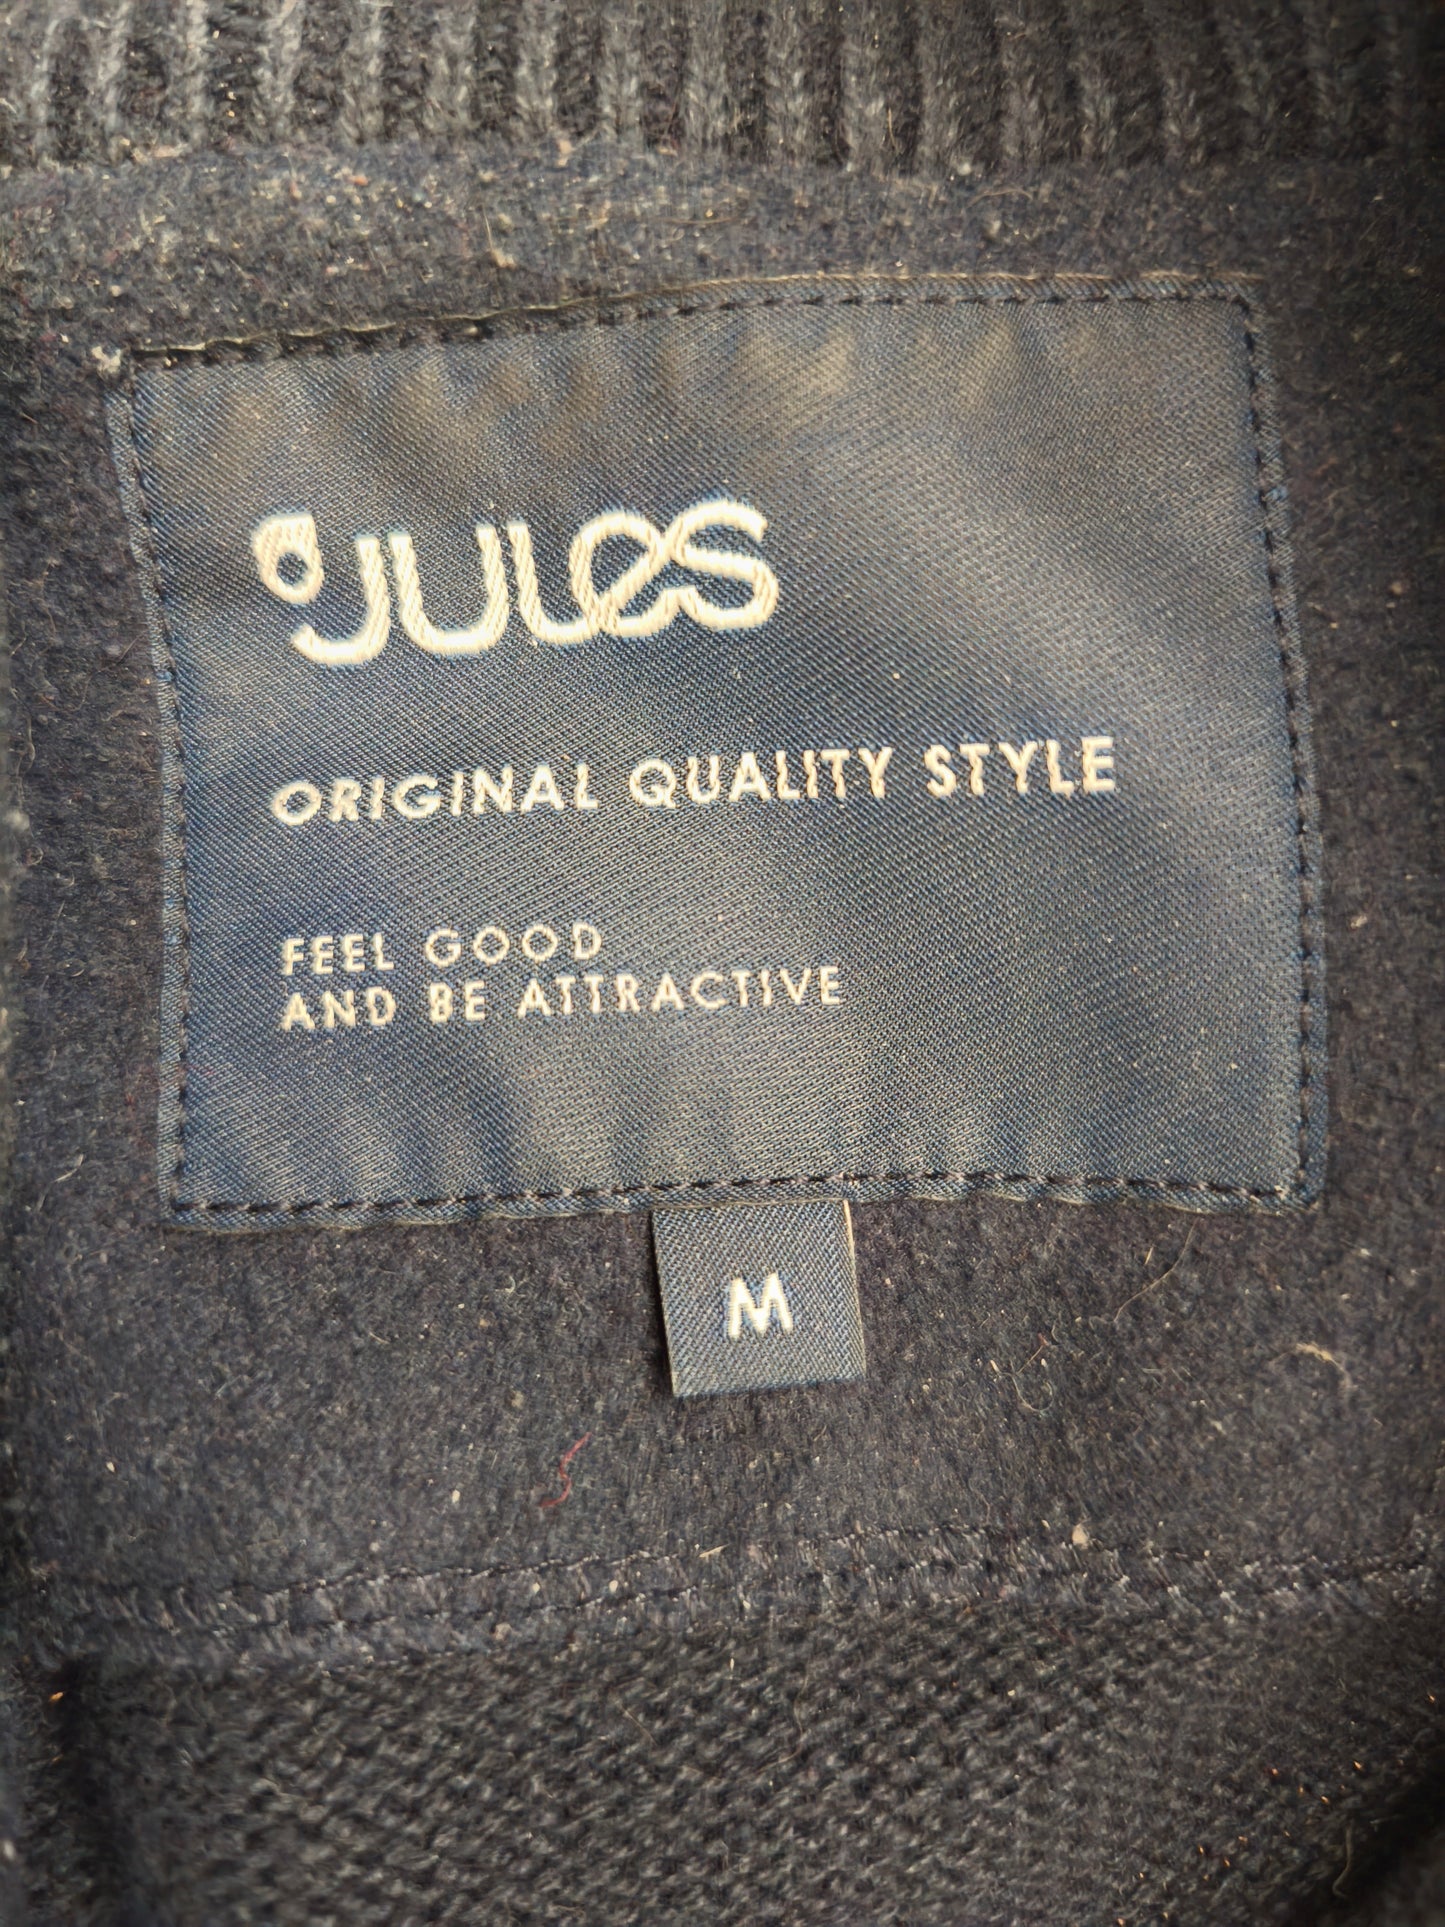 JULES
ORIGINAL QUALITY STYLE
FEEL GOOD
AND BE ATTRACTIVE
M